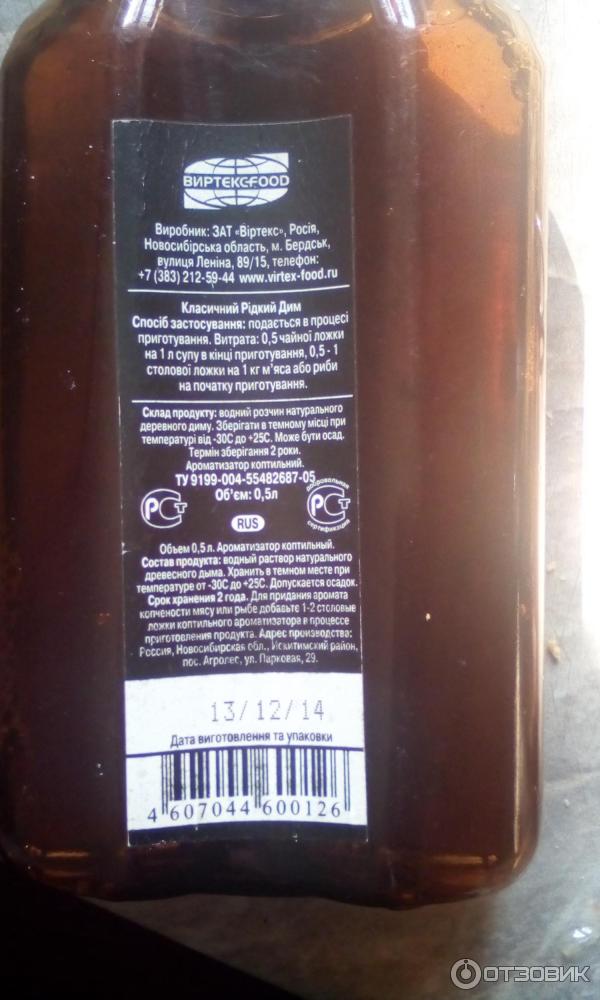 ВИРТЕКС-FOOD
Виробник: ЗАТ «Віртекс», Росія,
Новосибірська область, м. Бердськ,
вулиця Леніна, 89/15, телефон:
+7 (383) 212-59-44 www.virtex-food.ru
Класичний Рідкий Дим
Спосіб застосування: подається в процесі
приготування. Витрата: 0,5 чайної ложки
на 1 л супу в кінці приготування, 0,5 - 1
столової ложки на 1 кг м'яса або риби
на початку приготування.
Склад продукту: водний розчин натурального
деревного диму. Зберігати в темному місці при
температурі від -30С до +25С. Може бути осад.
Термін зберігання 2 роки.
Ароматизатор коптильний.
ТУ 9199-004-55482687-05
Об'єм: 0,5л
РСТ
добровольная
РСТ
сертификация
RUS
Объем 0,5 л. Ароматизатор коптильный.
Состав продукта: водный раствор натурального
древесного дыма. Хранить в темном месте при
температуре от -30С до +25С. Допускается осадок.
Срок хранения 2 года. Для придания аромата
копчености мясу или рыбе добавьте 1-2 столовые
ложки коптильного ароматизатора в процессе
приготовления продукта. Адрес производства:
Россия, Новосибирская обл., Искитимский район,
пос. Агролес, ул. Парковая, 29.
13/12/14
Дата виготовлення та упаковки
4 607044 600126
ОТЗОВИК